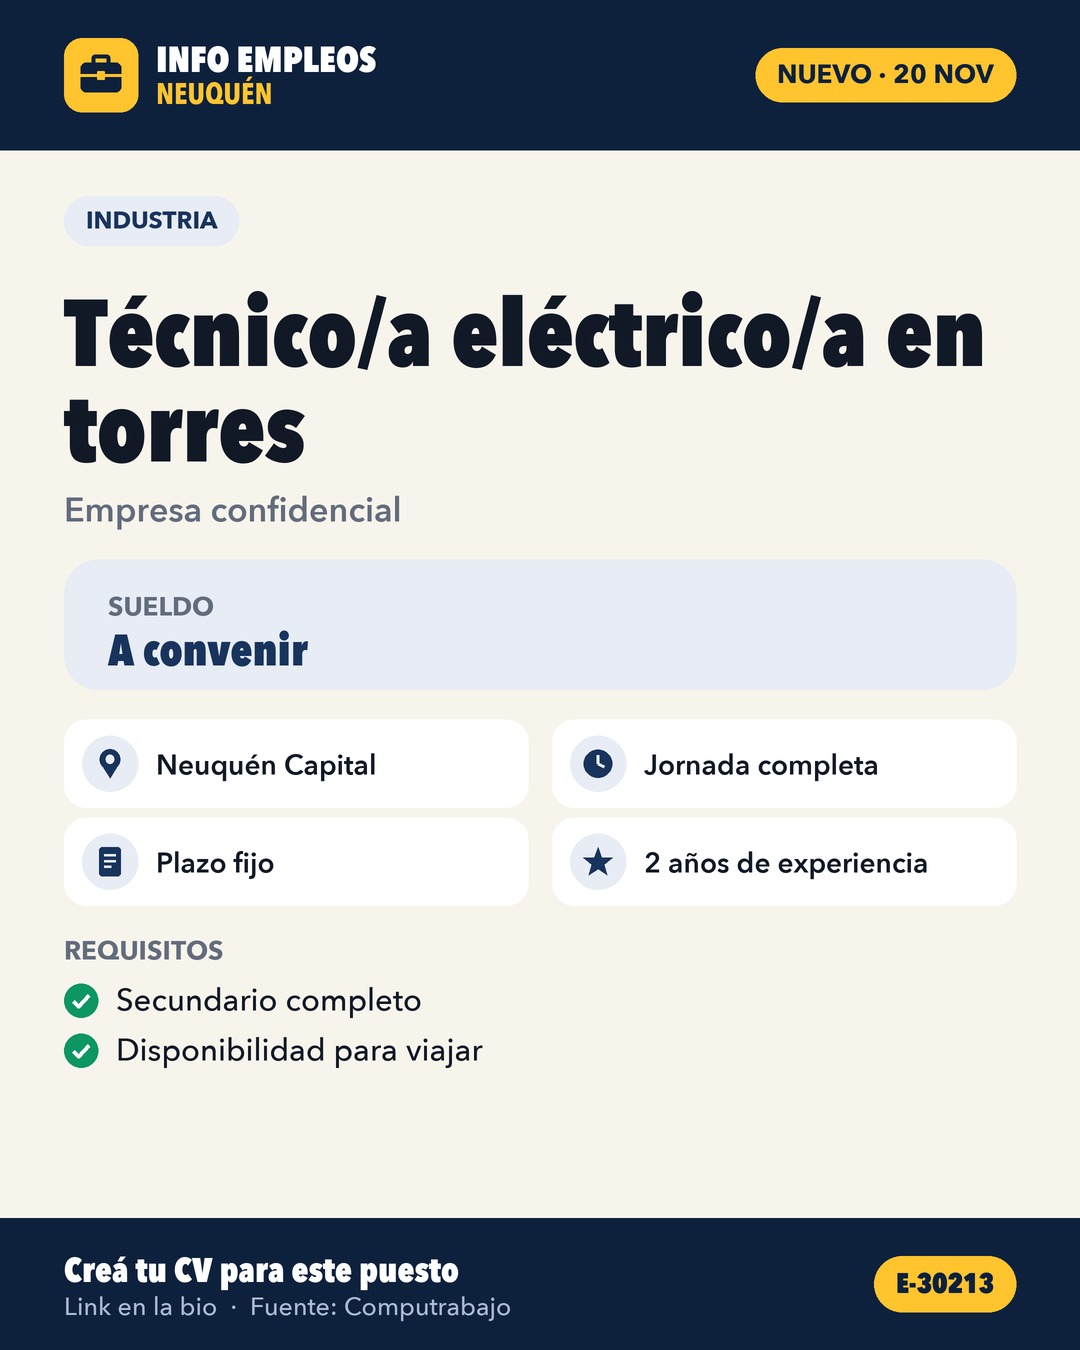 INFO EMPLEOS
NEUQUÉN
NUEVO · 20 NOV
INDUSTRIA
Técnico/a eléctrico/a en
torres
Empresa confidencial
SUELDO
A convenir
Neuquén Capital
Jornada completa
Plazo fijo
2 años de experiencia
REQUISITOS
Secundario completo
Disponibilidad para viajar
Creá tu CV para este puesto
Link en la bio · Fuente: Computrabajo
E-30213